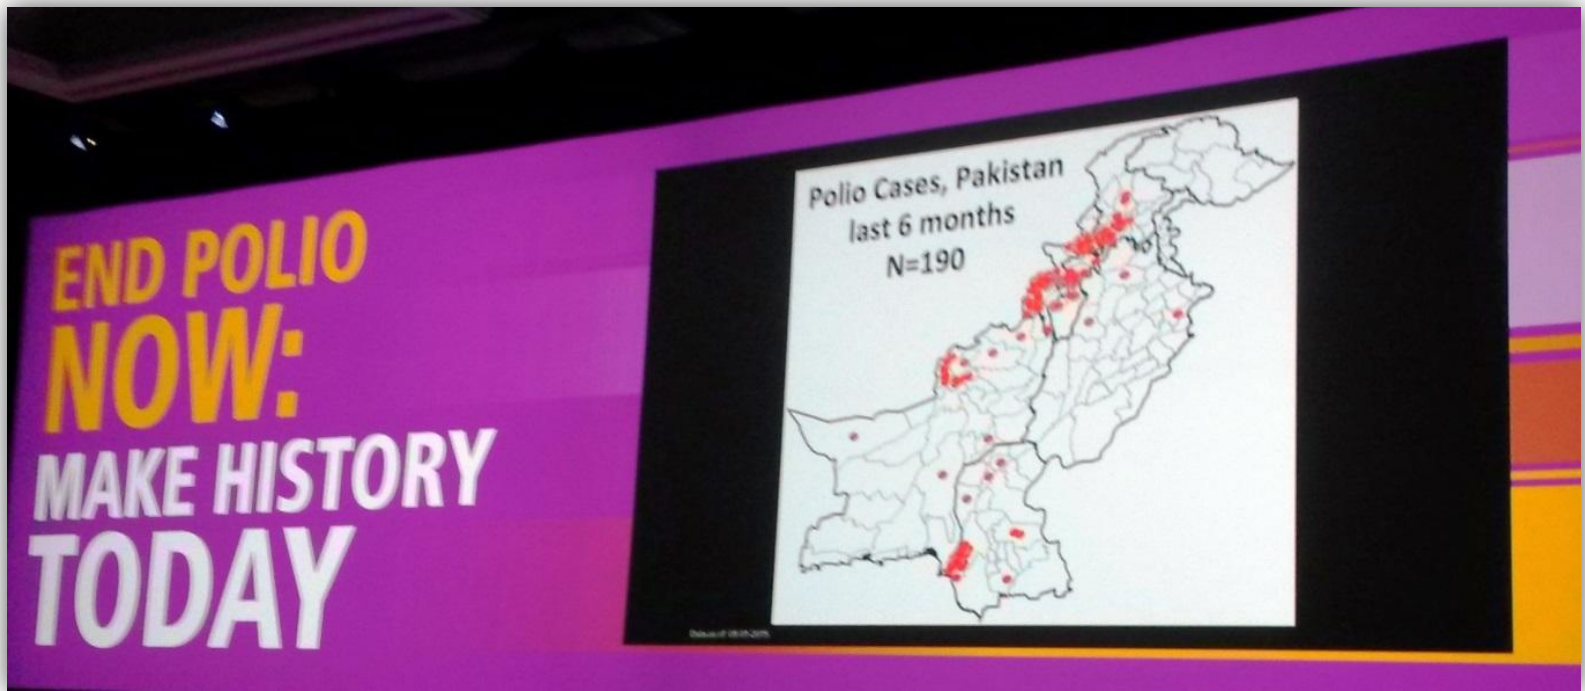 END POLIO
NOW:
MAKE HISTORY
TODAY
Polio Cases, Pakistan
last 6 months
N=190